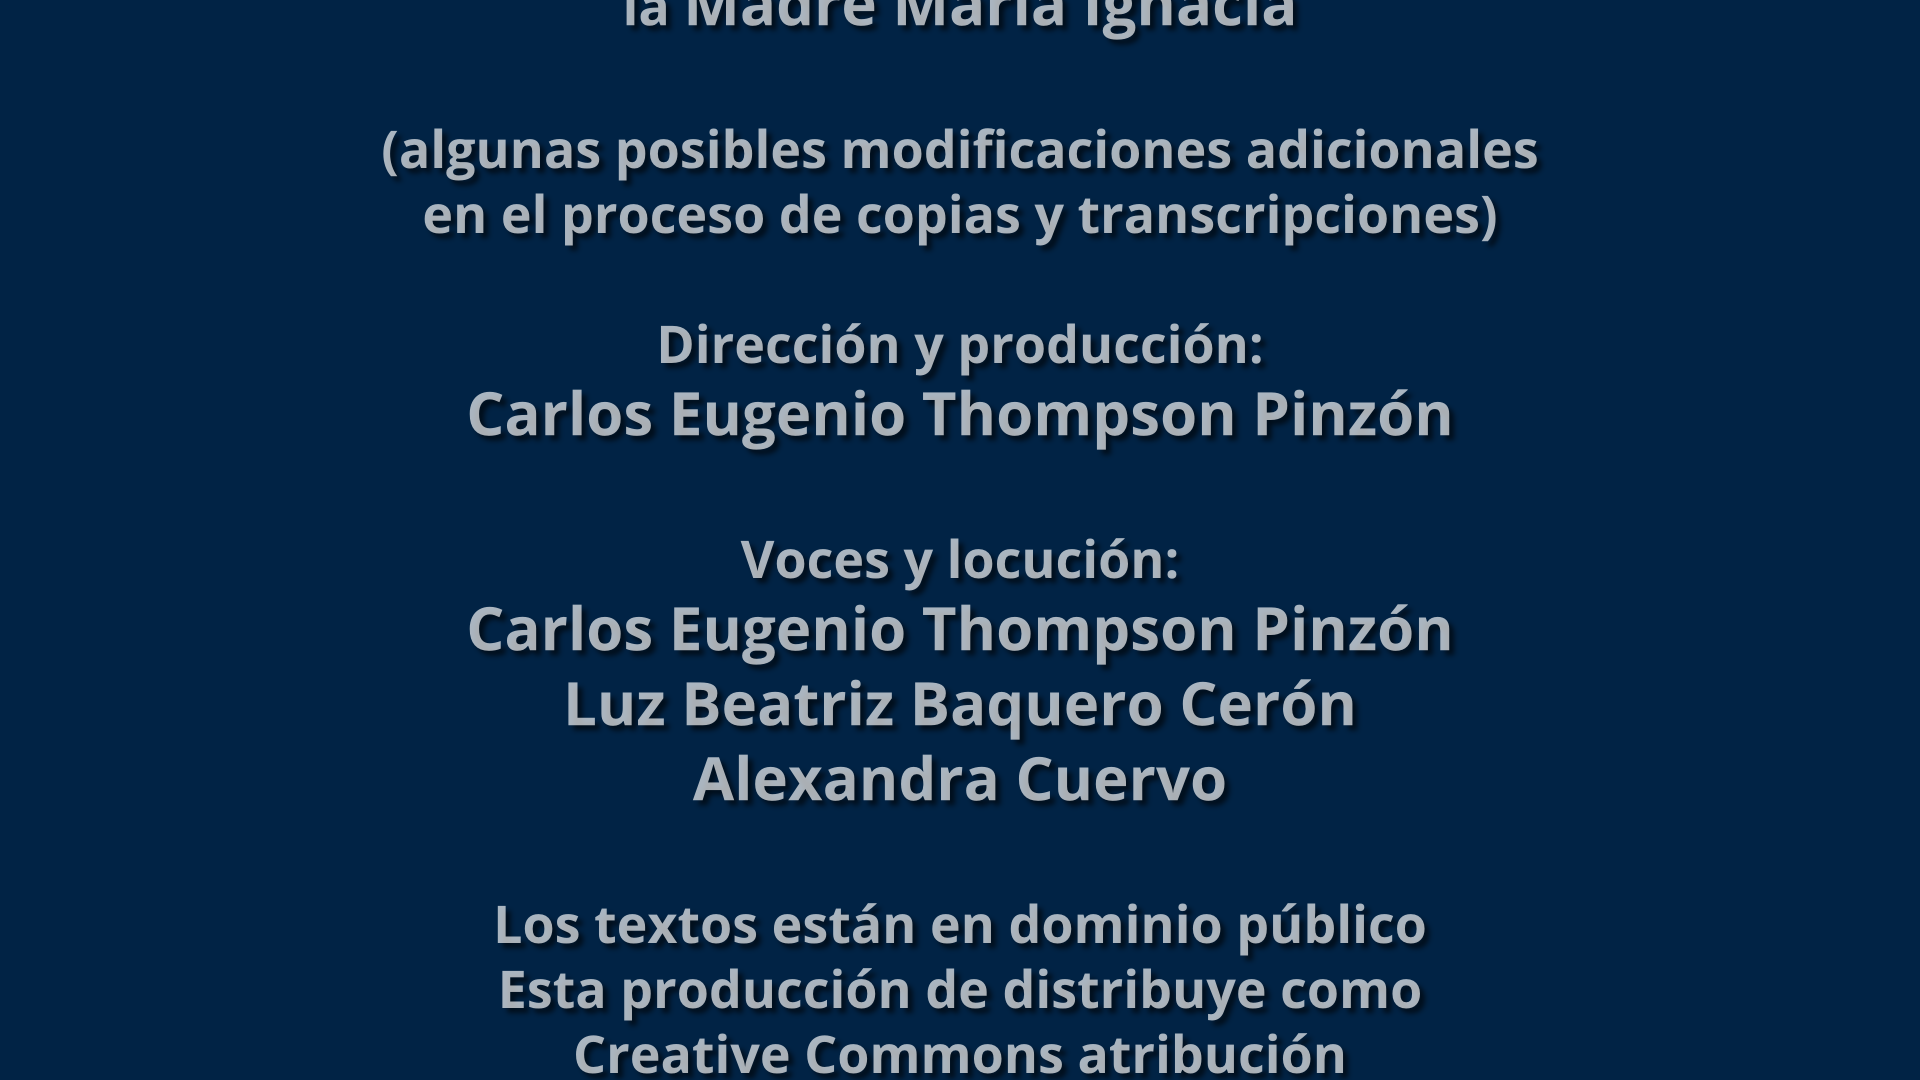 la Madre María Ignacia
(algunas posibles modificaciones adicionales
en el proceso de copias y transcripciones)
Dirección y producción:
Carlos Eugenio Thompson Pinzón
Voces y locución:
Carlos Eugenio Thompson Pinzón
Luz Beatriz Baquero Cerón
Alexandra Cuervo
Los textos están en dominio público
Esta producción de distribuye como
Creative Commons atribución